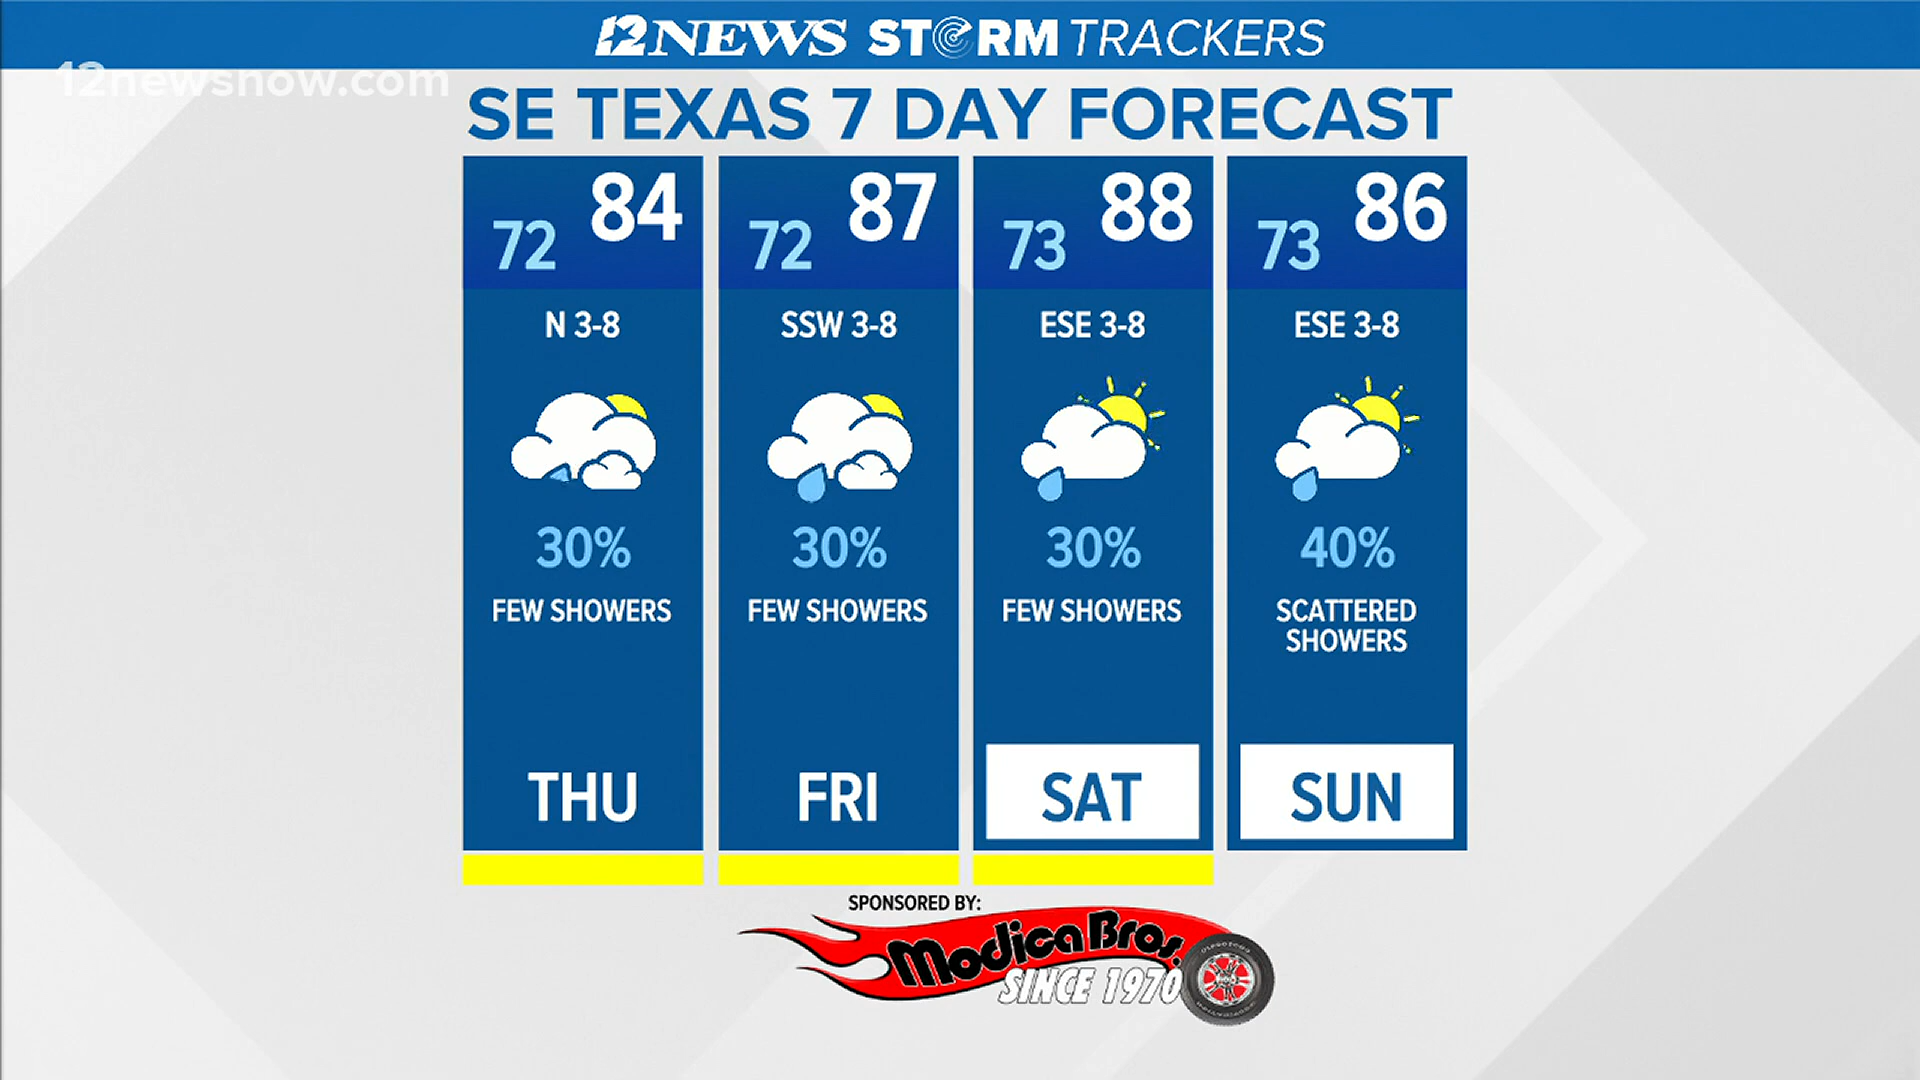 12NEWS STORM TRACKERS
12newsnow.com
SE TEXAS 7 DAY FORECAST
72 84
N 3-8
30%
FEW SHOWERS
THU
72 87
SSW 3-8
30%
FEW SHOWERS
FRI
73 88
ESE 3-8
30%
FEW SHOWERS
SAT
73 86
ESE 3-8
40%
SCATTERED
SHOWERS
SUN
SPONSORED BY:
Modica Bros.
SINCE 1970